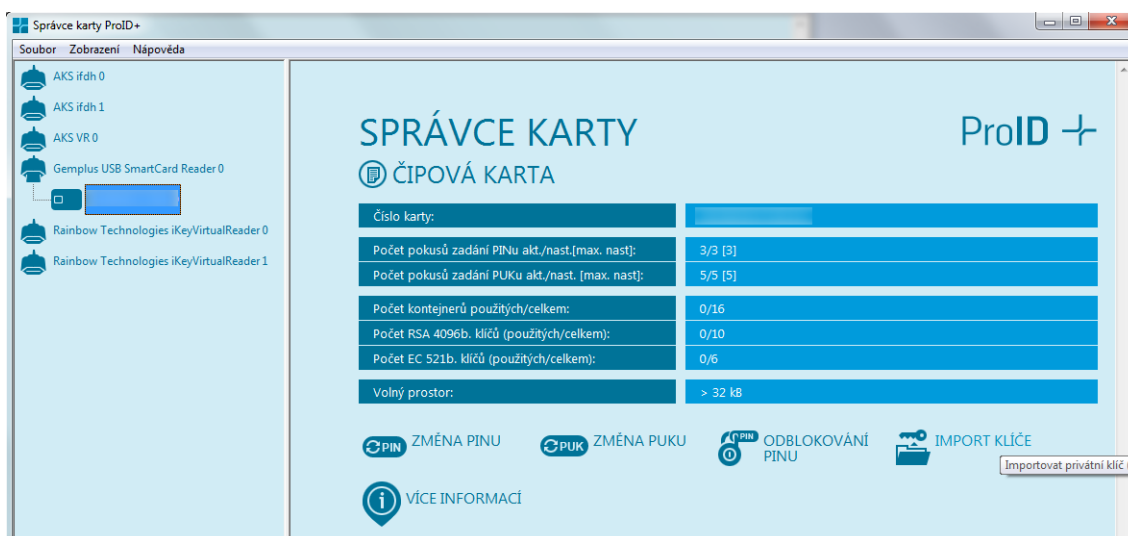 Správce karty ProID+
Soubor Zobrazení Nápověda
AKS ifdh 0
AKS ifdh 1
AKS VR 0
Gemplus USB SmartCard Reader 0
Rainbow Technologies iKeyVirtualReader 0
Rainbow Technologies iKeyVirtualReader 1
SPRÁVCE KARTY
ProID
ČIPOVÁ KARTA
Číslo karty:
Počet pokusů zadání PINu akt./nast.[max. nast]: 3/3 [3]
Počet pokusů zadání PUKu akt./nast. [max. nast]: 5/5 [5]
Počet kontejnerů použitých/celkem: 0/16
Počet RSA 4096b. klíčů (použitých/celkem): 0/10
Počet EC 521b. klíčů (použitých/celkem): 0/6
Volný prostor: > 32 kB
PIN ZMĚNA PINU
PUK ZMĚNA PUKU
PIN ODBLOKOVÁNÍ
PINU
IMPORT KLÍČE
Importovat privátní klíč
VÍCE INFORMACÍ